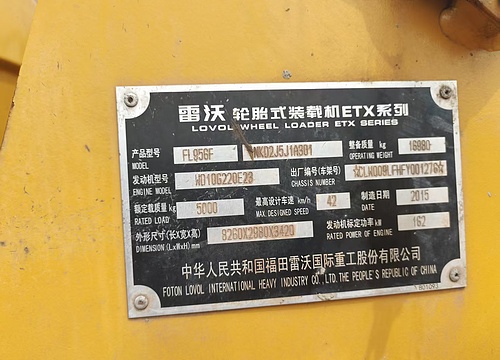 雷沃 轮胎式装载机ETX系列
LOVOL WHEEL LOADER ETX SERIES
产品型号 FL956F NKD2J5J1A301 整备质量 kg 16880
MODEL OPERATING WEIGHT
发动机型号 WD10G220E23 出厂编号(车架号) ☆CLW009LFHFY001276☆
ENGINE MODEL CHASSIS NUMBER
额定载质量 kg 5000 最高设计车速 km/h 42 制造日期 2015
RATED LOAD MAX. DESIGNED SPEED DATE
外形尺寸(长X宽X高) 8260X2980X3420 发动机标定功率 kW 162
DIMENSION (LxWxH) mm RATED POWER OF ENGINE
中华人民共和国福田雷沃国际重工股份有限公司
FOTON LOVOL INTERNATIONAL HEAVY INDUSTRY CO., LTD. THE PEOPLE'S REPUBLIC OF CHINA